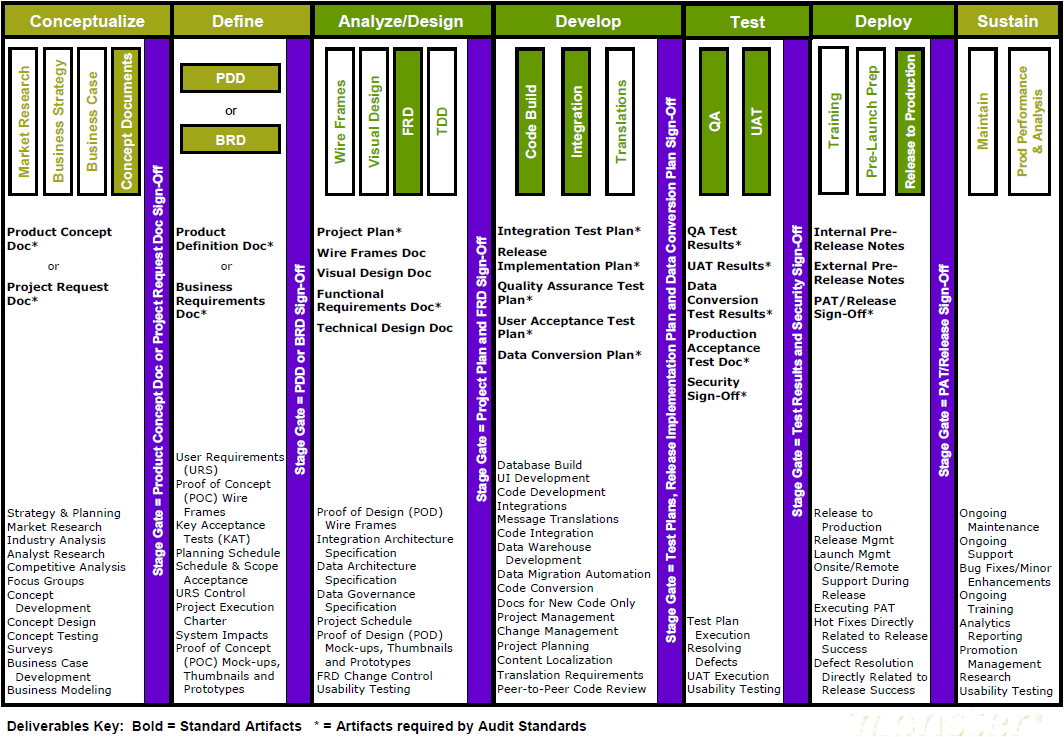 Conceptualize
Define
Analyze/Design
Develop
Test
Deploy
Sustain
Market Research
Business Strategy
Business Case
Concept Documents
Product Concept
Doc*
or
Project Request
Doc*
Strategy & Planning
Market Research
Industry Analysis
Analyst Research
Competitive Analysis
Focus Groups
Concept
Development
Concept Design
Concept Testing
Surveys
Business Case
Development
Business Modeling
Stage Gate = Product Concept Doc or Project Request Doc Sign-Off
PDD
or
BRD
Product
Definition Doc*
or
Business
Requirements
Doc*
User Requirements
(URS)
Proof of Concept
(POC) Wire
Frames
Key Acceptance
Tests (KAT)
Planning Schedule
Schedule & Scope
Acceptance
URS Control
Project Execution
Charter
System Impacts
Proof of Concept
(POC) Mock-ups,
Thumbnails and
Prototypes
Stage Gate = PDD or BRD Sign-Off
Wire Frames
Visual Design
FRD
TDD
Project Plan*
Wire Frames Doc
Visual Design Doc
Functional
Requirements Doc*
Technical Design Doc
Proof of Design (POD)
Wire Frames
Integration Architecture
Specification
Data Architecture
Specification
Data Governance
Specification
Project Schedule
Proof of Design (POD)
Mock-ups, Thumbnails
and Prototypes
FRD Change Control
Usability Testing
Stage Gate = Project Plan and FRD Sign-Off
Code Build
Integration
Translations
Integration Test Plan*
Release
Implementation Plan*
Quality Assurance Test
Plan*
User Acceptance Test
Plan*
Data Conversion Plan*
Database Build
UI Development
Code Development
Integrations
Message Translations
Code Integration
Data Warehouse
Development
Data Migration Automation
Code Conversion
Docs for New Code Only
Project Management
Change Management
Project Planning
Content Localization
Translation Requirements
Peer-to-Peer Code Review
Stage Gate = Test Plans, Release Implementation Plan and Data Conversion Plan Sign-Off
QA
UAT
QA Test
Results*
UAT Results*
Data
Conversion
Test Results*
Production
Acceptance
Test Doc*
Security
Sign-Off*
Test Plan
Execution
Resolving
Defects
UAT Execution
Usability Testing
Stage Gate = Test Results and Security Sign-Off
Training
Pre-Launch Prep
Release to Production
Internal Pre-
Release Notes
External Pre-
Release Notes
PAT/Release
Sign-Off*
Release to
Production
Release Mgmt
Launch Mgmt
Onsite/Remote
Support During
Release
Executing PAT
Hot Fixes Directly
Related to Release
Success
Defect Resolution
Directly Related to
Release Success
Stage Gate = PAT/Release Sign-Off
Maintain
Prod Performance
& Analysis
Ongoing
Maintenance
Ongoing
Support
Bug Fixes/Minor
Enhancements
Ongoing
Training
Analytics
Reporting
Promotion
Management
Research
Usability Testing
Deliverables Key: Bold = Standard Artifacts * = Artifacts required by Audit Standards